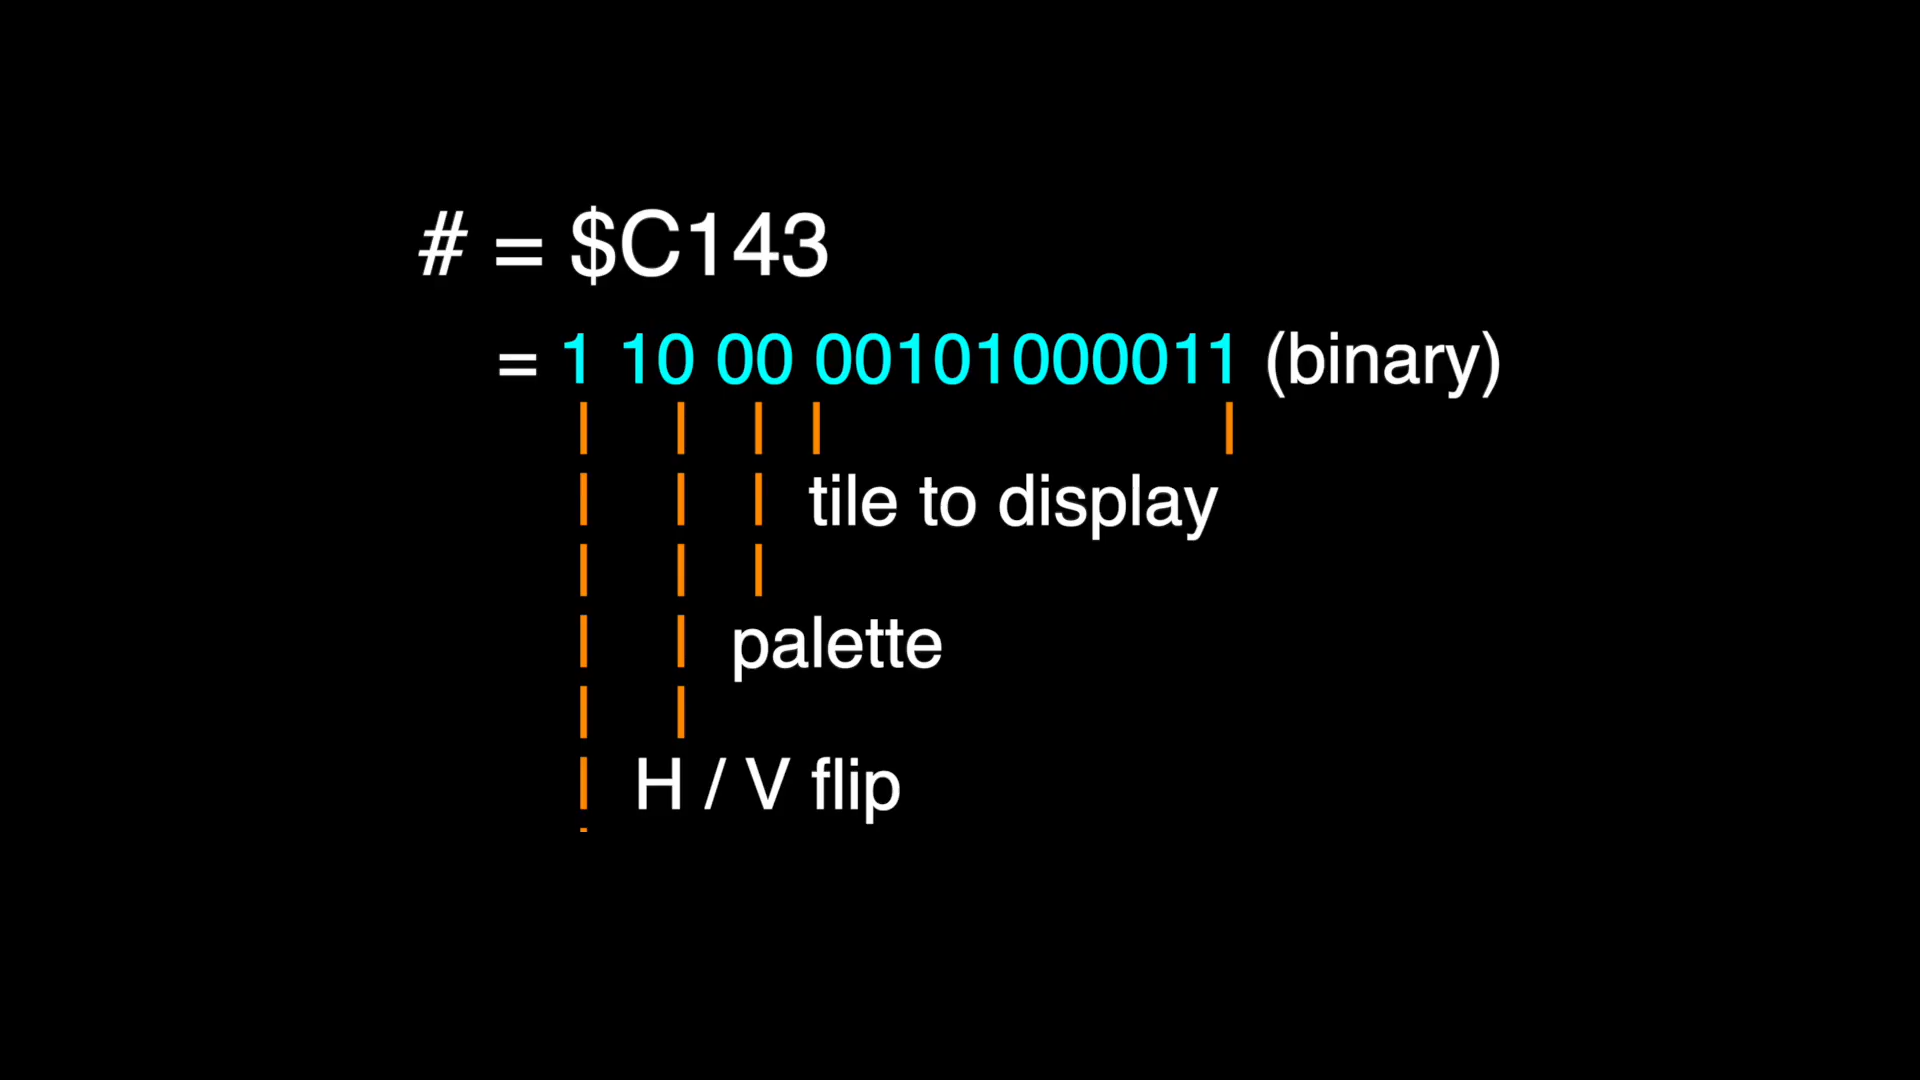 # = $C143
= 1 10 00 00101000011 (binary)
tile to display
palette
H / V flip